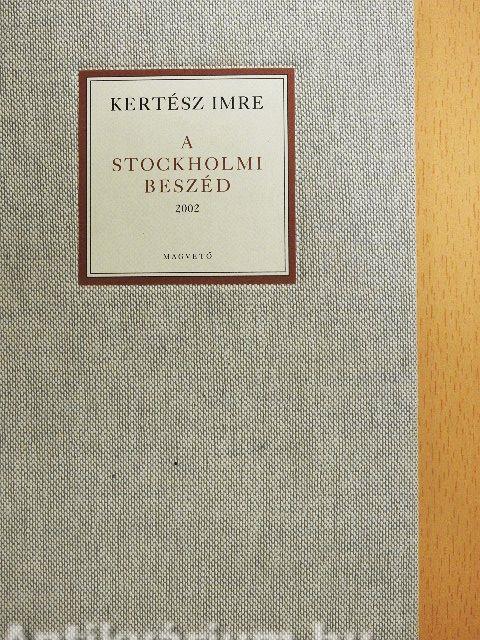 KERTÉSZ IMRE
A
STOCKHOLMI
BESZÉD
2002
MAGVETŐ